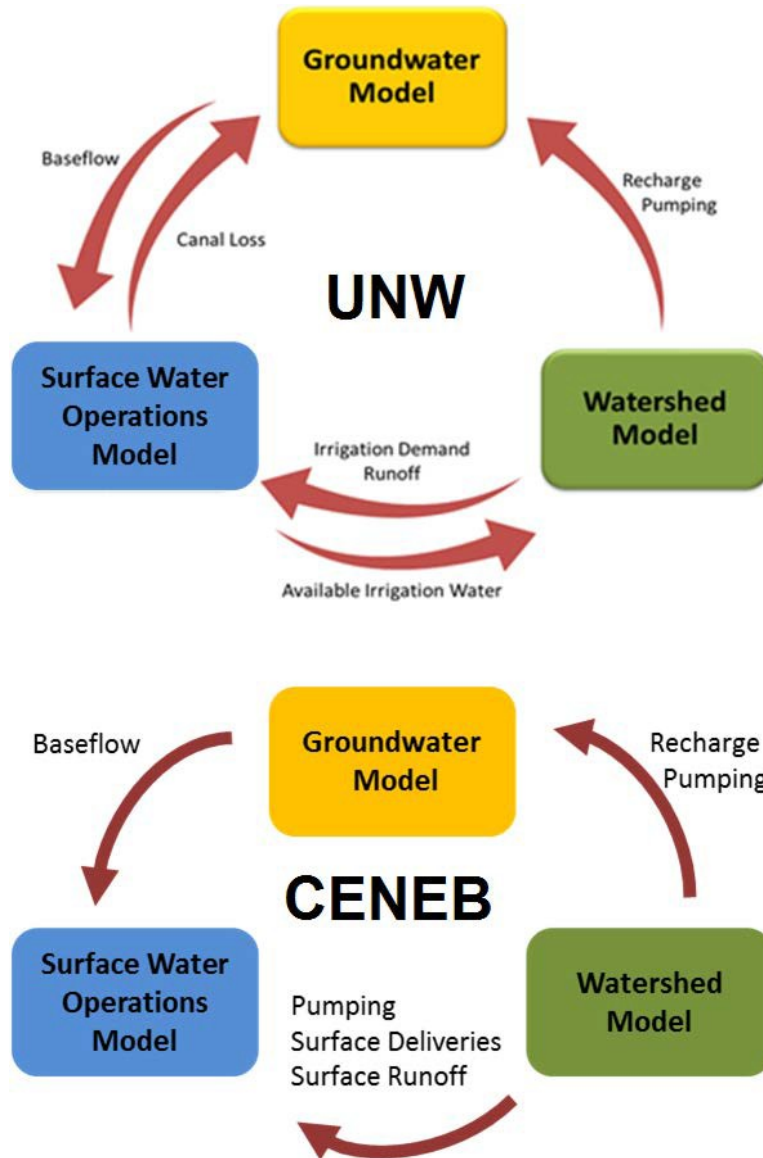 Groundwater
Model
Baseflow
Recharge
Pumping
Canal Loss
UNW
Surface Water
Operations
Model
Watershed
Model
Irrigation Demand
Runoff
Available Irrigation Water
Baseflow
Groundwater
Model
Recharge
Pumping
CENEB
Surface Water
Operations
Model
Pumping
Surface Deliveries
Surface Runoff
Watershed
Model